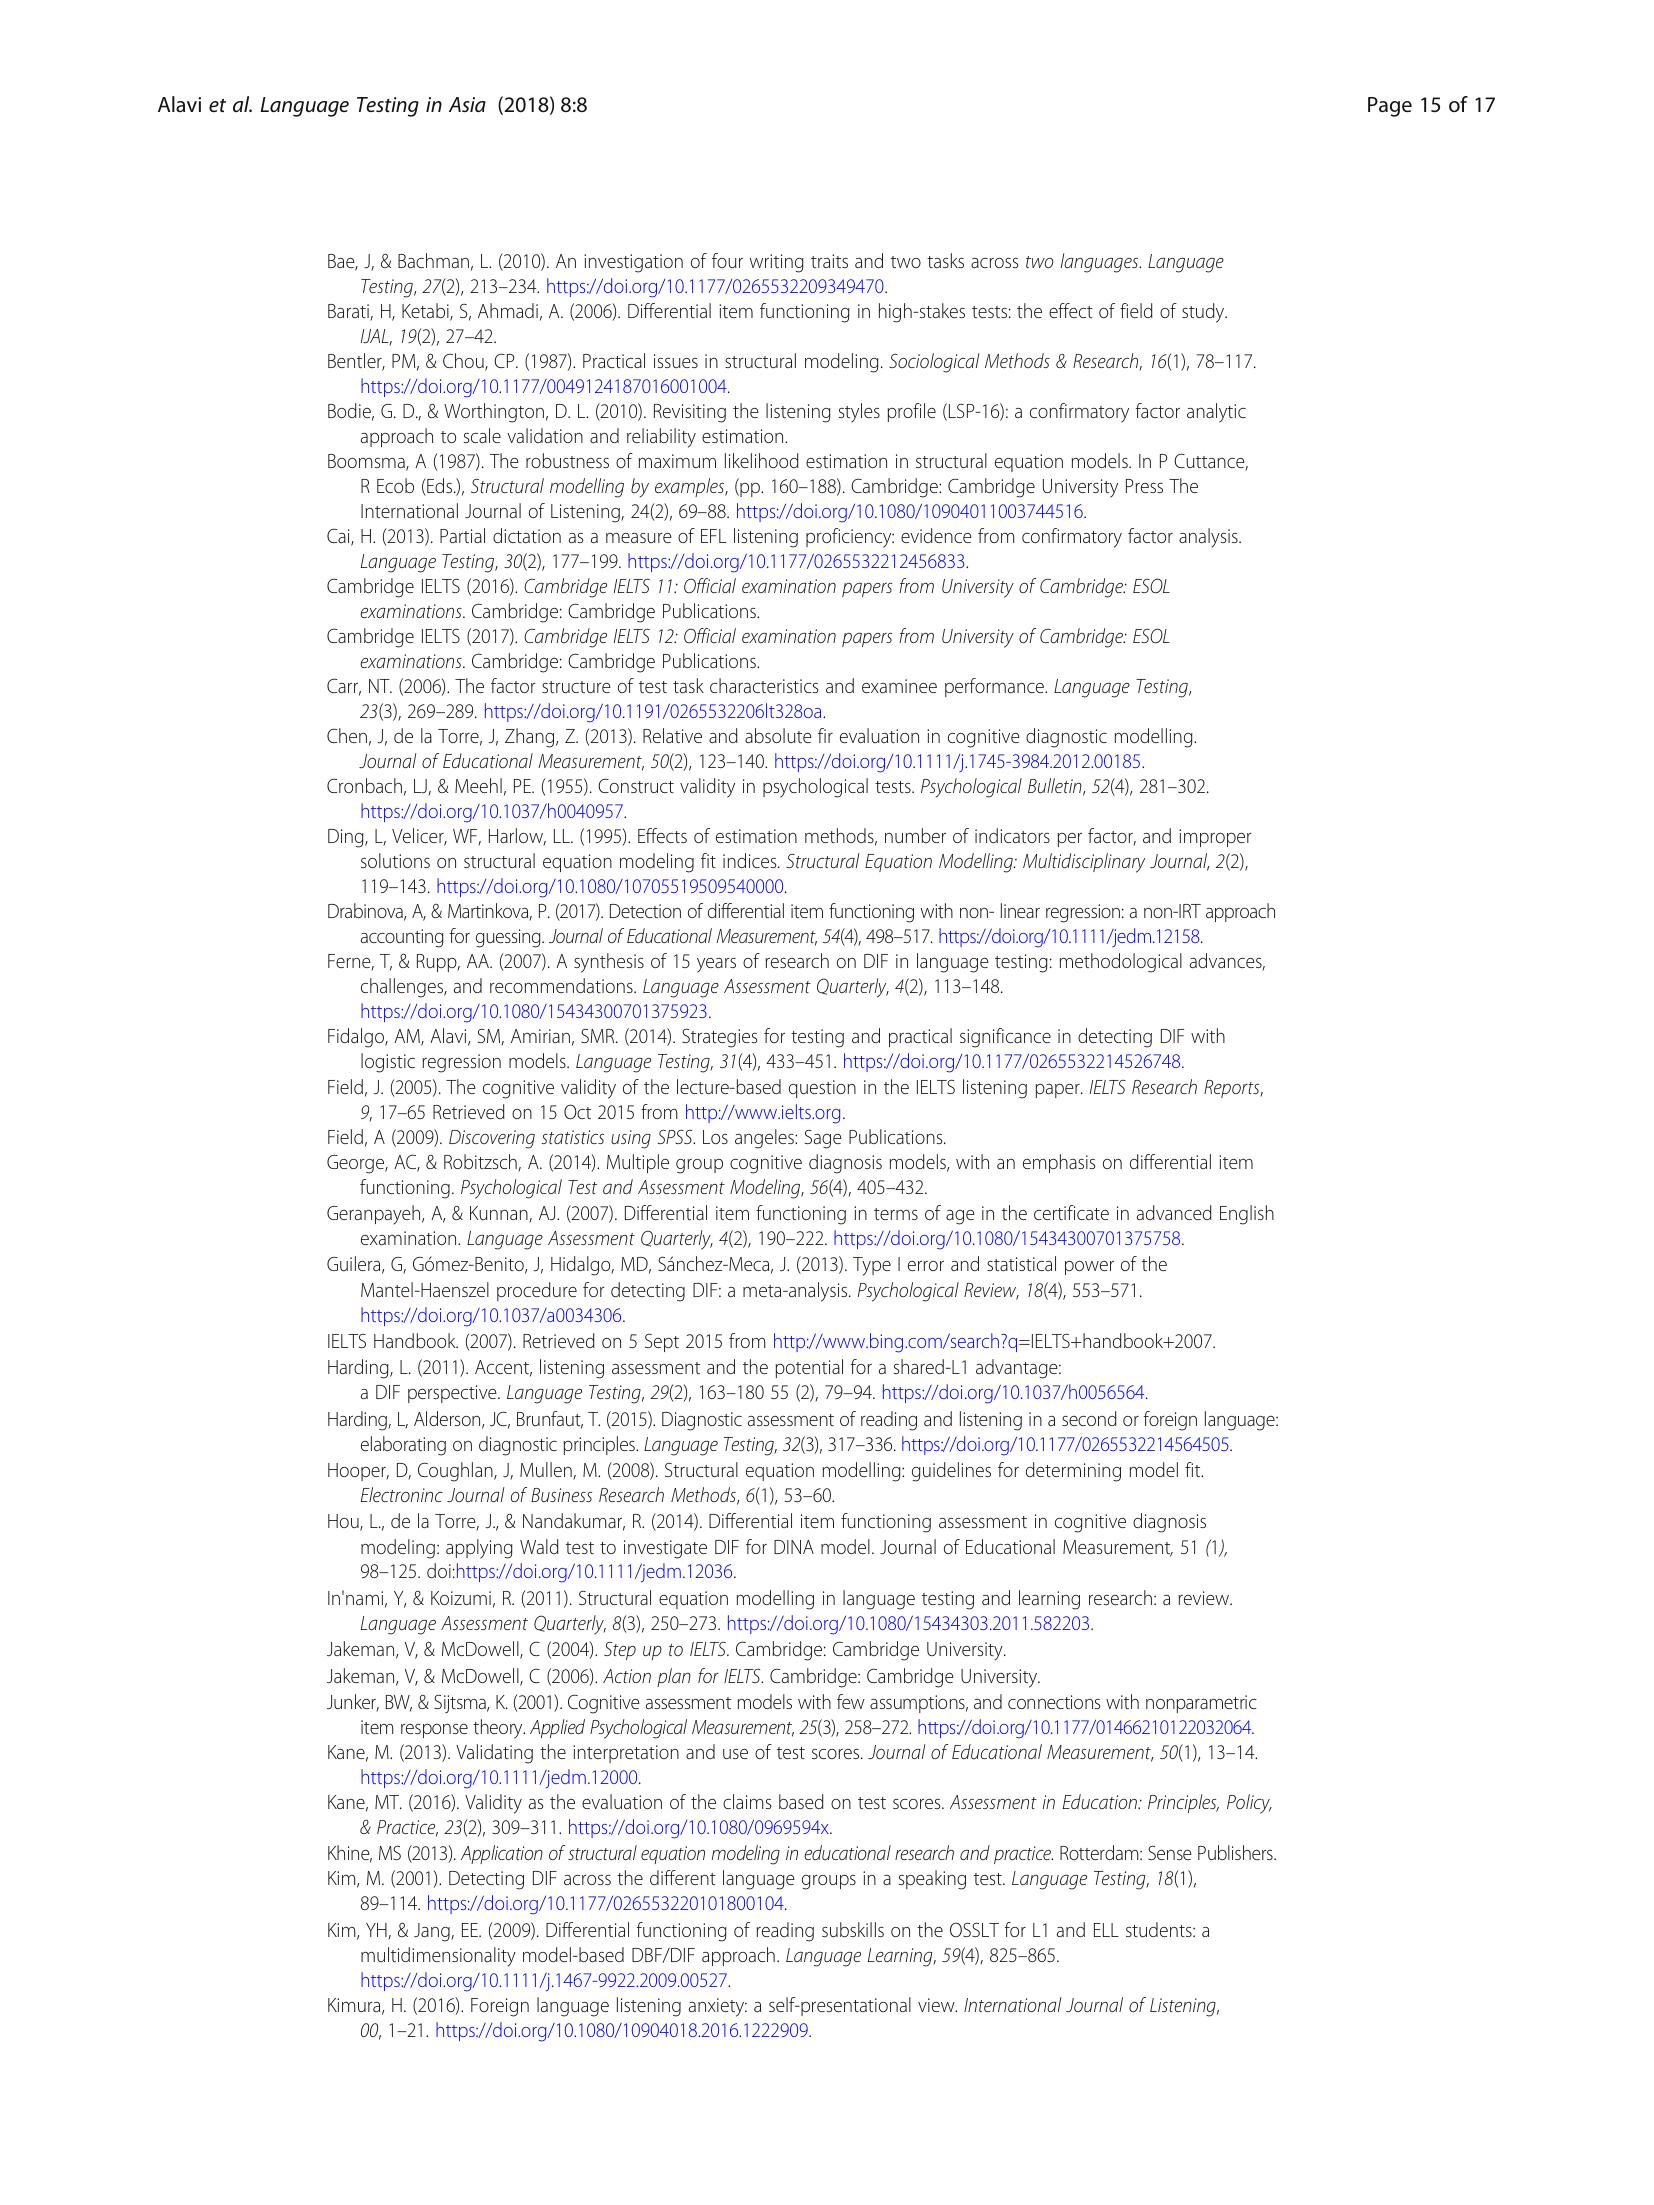 Alavi et al. Language Testing in Asia (2018) 8:8
Page 15 of 17
Bae, J, & Bachman, L. (2010). An investigation of four writing traits and two tasks across two languages. Language
Testing, 27(2), 213–234. https://doi.org/10.1177/0265532209349470.
Barati, H, Ketabi, S, Ahmadi, A. (2006). Differential item functioning in high-stakes tests: the effect of field of study.
IJAL, 19(2), 27–42.
Bentler, PM, & Chou, CP. (1987). Practical issues in structural modeling. Sociological Methods & Research, 16(1), 78–117.
https://doi.org/10.1177/0049124187016001004.
Bodie, G. D., & Worthington, D. L. (2010). Revisiting the listening styles profile (LSP-16): a confirmatory factor analytic
approach to scale validation and reliability estimation.
Boomsma, A (1987). The robustness of maximum likelihood estimation in structural equation models. In P Cuttance,
R Ecob (Eds.), Structural modelling by examples, (pp. 160–188). Cambridge: Cambridge University Press The
International Journal of Listening, 24(2), 69–88. https://doi.org/10.1080/10904011003744516.
Cai, H. (2013). Partial dictation as a measure of EFL listening proficiency: evidence from confirmatory factor analysis.
Language Testing, 30(2), 177–199. https://doi.org/10.1177/0265532212456833.
Cambridge IELTS (2016). Cambridge IELTS 11: Official examination papers from University of Cambridge: ESOL
examinations. Cambridge: Cambridge Publications.
Cambridge IELTS (2017). Cambridge IELTS 12: Official examination papers from University of Cambridge: ESOL
examinations. Cambridge: Cambridge Publications.
Carr, NT. (2006). The factor structure of test task characteristics and examinee performance. Language Testing,
23(3), 269–289. https://doi.org/10.1191/0265532206lt328oa.
Chen, J, de la Torre, J, Zhang, Z. (2013). Relative and absolute fir evaluation in cognitive diagnostic modelling.
Journal of Educational Measurement, 50(2), 123–140. https://doi.org/10.1111/j.1745-3984.2012.00185.
Cronbach, LJ, & Meehl, PE. (1955). Construct validity in psychological tests. Psychological Bulletin, 52(4), 281–302.
https://doi.org/10.1037/h0040957.
Ding, L, Velicer, WF, Harlow, LL. (1995). Effects of estimation methods, number of indicators per factor, and improper
solutions on structural equation modeling fit indices. Structural Equation Modelling: Multidisciplinary Journal, 2(2),
119–143. https://doi.org/10.1080/10705519509540000.
Drabinova, A, & Martinkova, P. (2017). Detection of differential item functioning with non- linear regression: a non-IRT approach
accounting for guessing. Journal of Educational Measurement, 54(4), 498–517. https://doi.org/10.1111/jedm.12158.
Ferne, T, & Rupp, AA. (2007). A synthesis of 15 years of research on DIF in language testing: methodological advances,
challenges, and recommendations. Language Assessment Quarterly, 4(2), 113–148.
https://doi.org/10.1080/15434300701375923.
Fidalgo, AM, Alavi, SM, Amirian, SMR. (2014). Strategies for testing and practical significance in detecting DIF with
logistic regression models. Language Testing, 31(4), 433–451. https://doi.org/10.1177/0265532214526748.
Field, J. (2005). The cognitive validity of the lecture-based question in the IELTS listening paper. IELTS Research Reports,
9, 17–65 Retrieved on 15 Oct 2015 from http://www.ielts.org.
Field, A (2009). Discovering statistics using SPSS. Los angeles: Sage Publications.
George, AC, & Robitzsch, A. (2014). Multiple group cognitive diagnosis models, with an emphasis on differential item
functioning. Psychological Test and Assessment Modeling, 56(4), 405–432.
Geranpayeh, A, & Kunnan, AJ. (2007). Differential item functioning in terms of age in the certificate in advanced English
examination. Language Assessment Quarterly, 4(2), 190–222. https://doi.org/10.1080/15434300701375758.
Guilera, G, Gómez-Benito, J, Hidalgo, MD, Sánchez-Meca, J. (2013). Type I error and statistical power of the
Mantel-Haenszel procedure for detecting DIF: a meta-analysis. Psychological Review, 18(4), 553–571.
https://doi.org/10.1037/a0034306.
IELTS Handbook. (2007). Retrieved on 5 Sept 2015 from http://www.bing.com/search?q=IELTS+handbook+2007.
Harding, L. (2011). Accent, listening assessment and the potential for a shared-L1 advantage:
a DIF perspective. Language Testing, 29(2), 163–180 55 (2), 79–94. https://doi.org/10.1037/h0056564.
Harding, L, Alderson, JC, Brunfaut, T. (2015). Diagnostic assessment of reading and listening in a second or foreign language:
elaborating on diagnostic principles. Language Testing, 32(3), 317–336. https://doi.org/10.1177/0265532214564505.
Hooper, D, Coughlan, J, Mullen, M. (2008). Structural equation modelling: guidelines for determining model fit.
Electroninc Journal of Business Research Methods, 6(1), 53–60.
Hou, L., de la Torre, J., & Nandakumar, R. (2014). Differential item functioning assessment in cognitive diagnosis
modeling: applying Wald test to investigate DIF for DINA model. Journal of Educational Measurement, 51 (1),
98–125. doi:https://doi.org/10.1111/jedm.12036.
In'nami, Y, & Koizumi, R. (2011). Structural equation modelling in language testing and learning research: a review.
Language Assessment Quarterly, 8(3), 250–273. https://doi.org/10.1080/15434303.2011.582203.
Jakeman, V, & McDowell, C (2004). Step up to IELTS. Cambridge: Cambridge University.
Jakeman, V, & McDowell, C (2006). Action plan for IELTS. Cambridge: Cambridge University.
Junker, BW, & Sijtsma, K. (2001). Cognitive assessment models with few assumptions, and connections with nonparametric
item response theory. Applied Psychological Measurement, 25(3), 258–272. https://doi.org/10.1177/01466210122032064.
Kane, M. (2013). Validating the interpretation and use of test scores. Journal of Educational Measurement, 50(1), 13–14.
https://doi.org/10.1111/jedm.12000.
Kane, MT. (2016). Validity as the evaluation of the claims based on test scores. Assessment in Education: Principles, Policy,
& Practice, 23(2), 309–311. https://doi.org/10.1080/0969594x.
Khine, MS (2013). Application of structural equation modeling in educational research and practice. Rotterdam: Sense Publishers.
Kim, M. (2001). Detecting DIF across the different language groups in a speaking test. Language Testing, 18(1),
89–114. https://doi.org/10.1177/026553220101800104.
Kim, YH, & Jang, EE. (2009). Differential functioning of reading subskills on the OSSLT for L1 and ELL students: a
multidimensionality model-based DBF/DIF approach. Language Learning, 59(4), 825–865.
https://doi.org/10.1111/j.1467-9922.2009.00527.
Kimura, H. (2016). Foreign language listening anxiety: a self-presentational view. International Journal of Listening,
00, 1–21. https://doi.org/10.1080/10904018.2016.1222909.